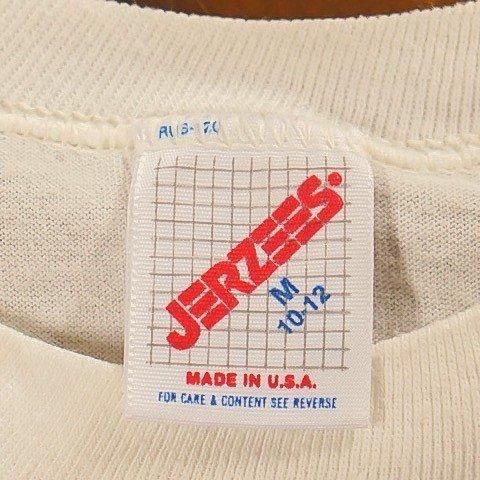 JERZEES
M
10-12
MADE IN U.S.A.
FOR CARE & CONTENT SEE REVERSE